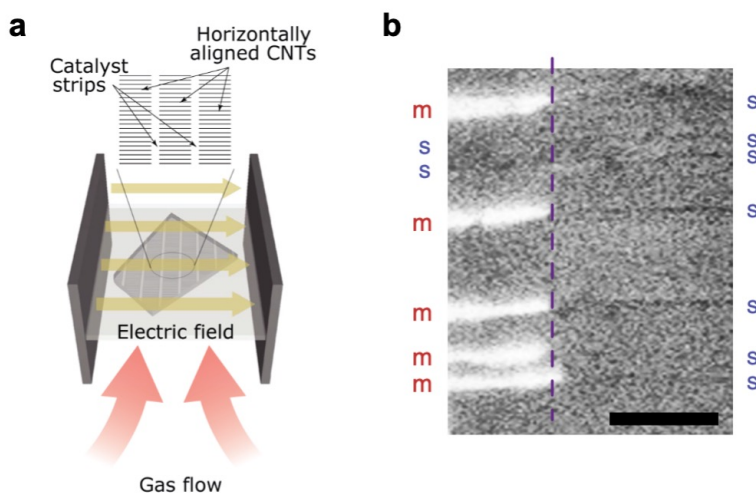 a
Horizontally
aligned CNTs
Catalyst
strips
Electric field
Gas flow
b
m
s
s
m
m
m
m
s
s
s
s
s
s
s